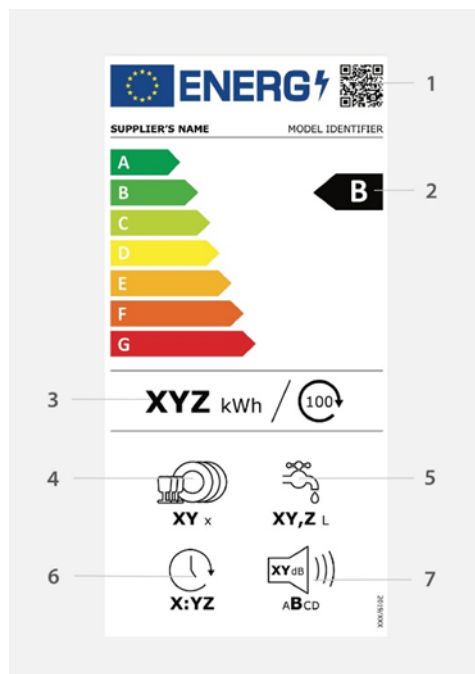 ENERG 1
SUPPLIER'S NAME MODEL IDENTIFIER
A
B B 2
C
D
E
F
G
3 XYZ kWh / 100
4 5
XY x XY,Z L
6 XY dB 7
X:YZ ABCD
2019/XXX